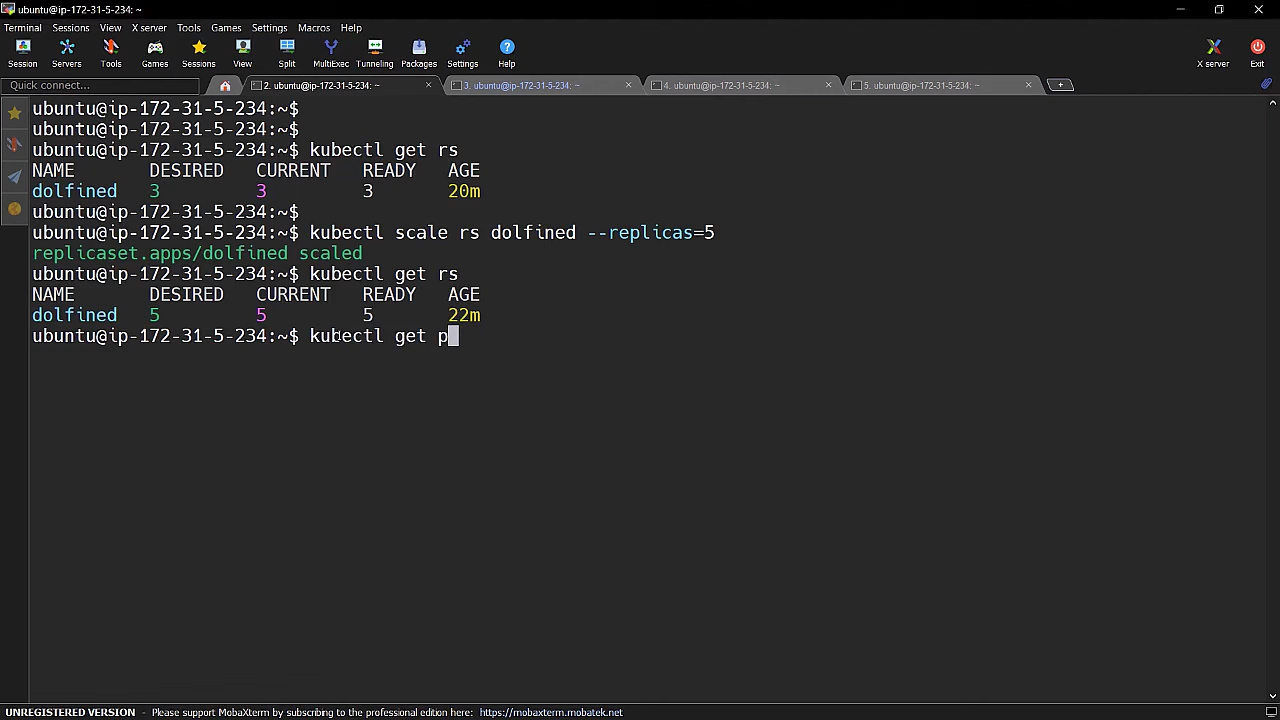 ubuntu@ip-172-31-5-234: ~
Terminal Sessions View X server Tools Games Settings Macros Help
Session Servers Tools Games Sessions View Split MultiExec Tunneling Packages Settings Help X server Exit
Quick connect... 2. ubuntu@ip-172-31-5-234: ~ 3. ubuntu@ip-172-31-5-234: ~ 4. ubuntu@ip-172-31-5-234: ~ 5. ubuntu@ip-172-31-5-234: ~
ubuntu@ip-172-31-5-234:~$
ubuntu@ip-172-31-5-234:~$
ubuntu@ip-172-31-5-234:~$ kubectl get rs
NAME DESIRED CURRENT READY AGE
dolfined 3 3 3 20m
ubuntu@ip-172-31-5-234:~$
ubuntu@ip-172-31-5-234:~$ kubectl scale rs dolfined --replicas=5
replicaset.apps/dolfined scaled
ubuntu@ip-172-31-5-234:~$ kubectl get rs
NAME DESIRED CURRENT READY AGE
dolfined 5 5 5 22m
ubuntu@ip-172-31-5-234:~$ kubectl get p
UNREGISTERED VERSION - Please support MobaXterm by subscribing to the professional edition here: https://mobaxterm.mobatek.net